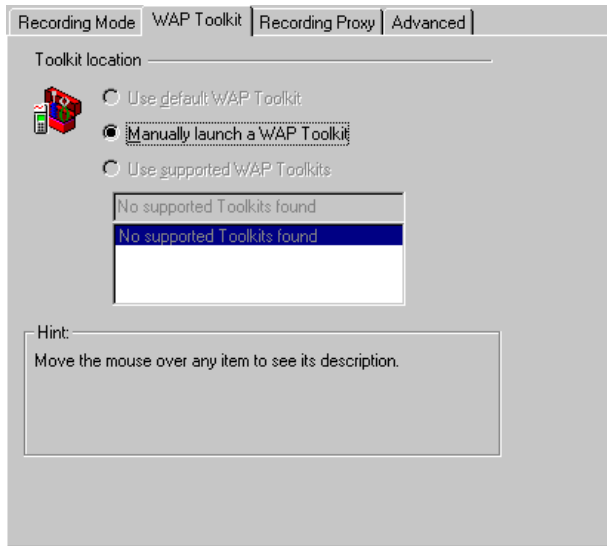 Recording Mode WAP Toolkit Recording Proxy Advanced
Toolkit location
Use default WAP Toolkit
Manually launch a WAP Toolkit
Use supported WAP Toolkits
No supported Toolkits found
No supported Toolkits found
Hint:
Move the mouse over any item to see its description.